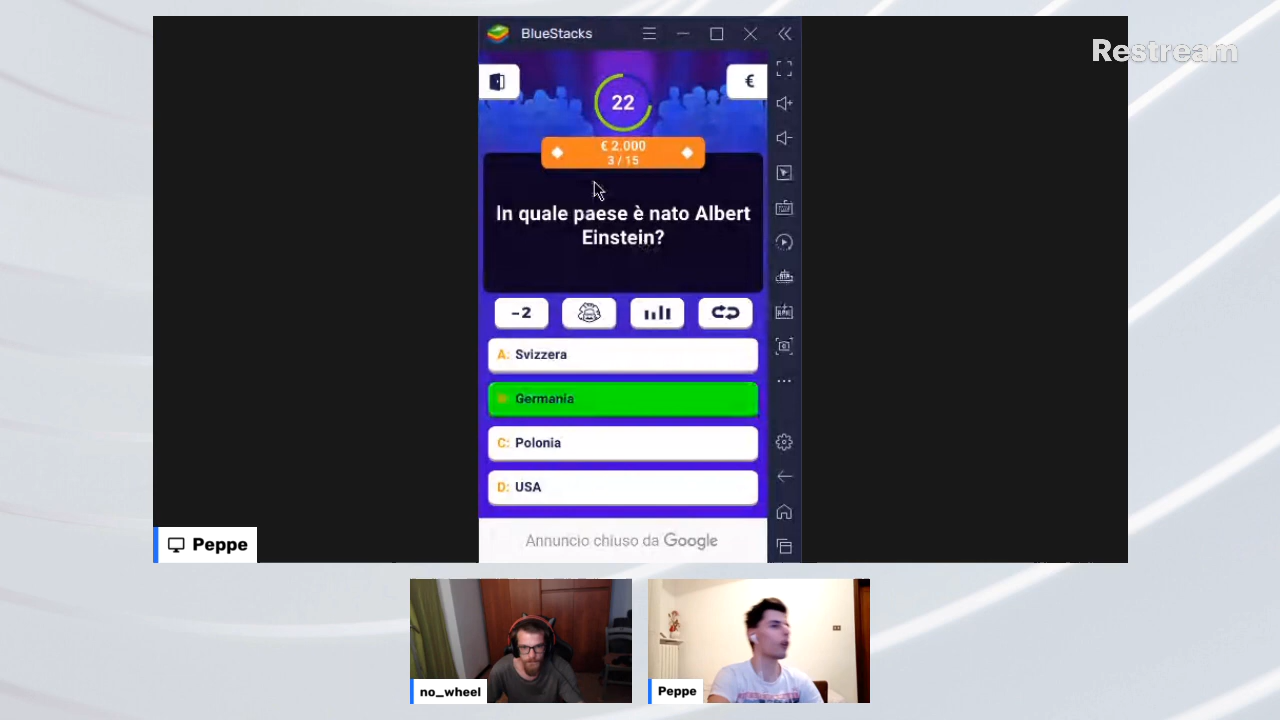 BlueStacks
Restream
€
22
€ 2.000
3 / 15
In quale paese è nato Albert
Einstein?
-2
A: Svizzera
Germania
C: Polonia
D: USA
Annuncio chiuso da Google
Peppe
no_wheel
Peppe